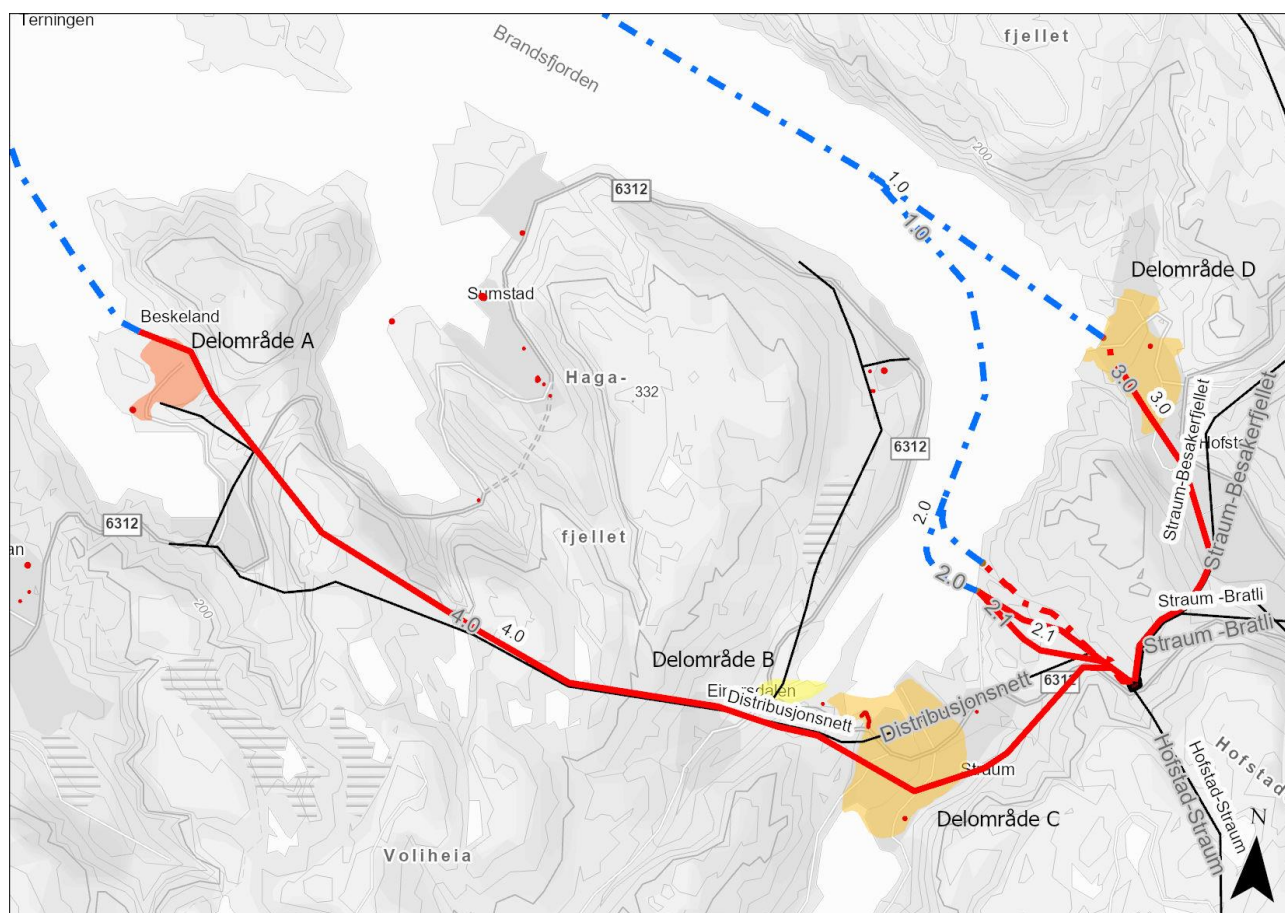 Terningen
Brandsfjorden
fjellet
200
6312
1.0
1.0
Delområde D
Beskeland
Delområde A
Sumstad
Haga-
332
3.0
3.0
Straum-Besakerfjellet
Straum-Besakerfjellet
6312
6312
an
200
fjellet
2.0
2.0
2.1
2.1
4.0
4.0
Straum -Bratli
Straum -Bratli
Delområde B
Distribusjonsnett
Distribusjonsnett
6312
Straum
Delområde C
Hofstad-Straum
Hofstad-Straum
Hofstad
Voliheia
N